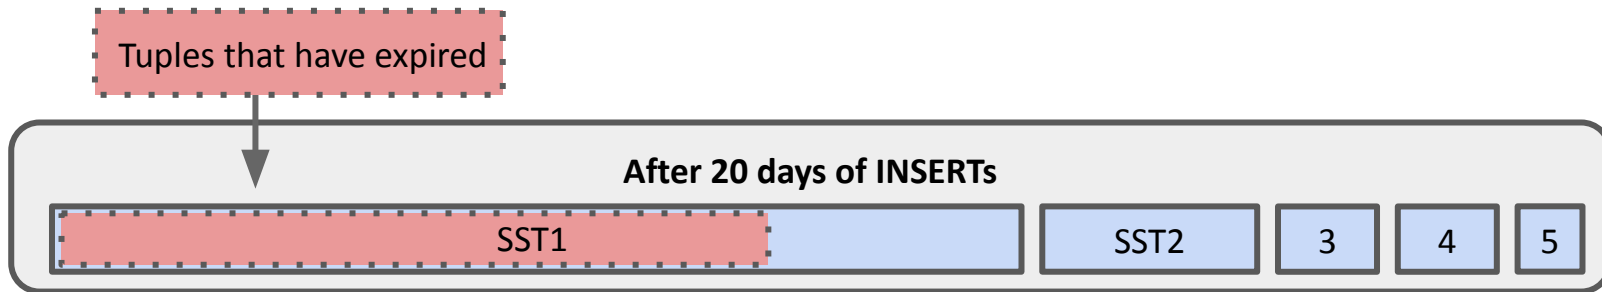 Tuples that have expired
After 20 days of INSERTs
SST1
SST2
3
4
5